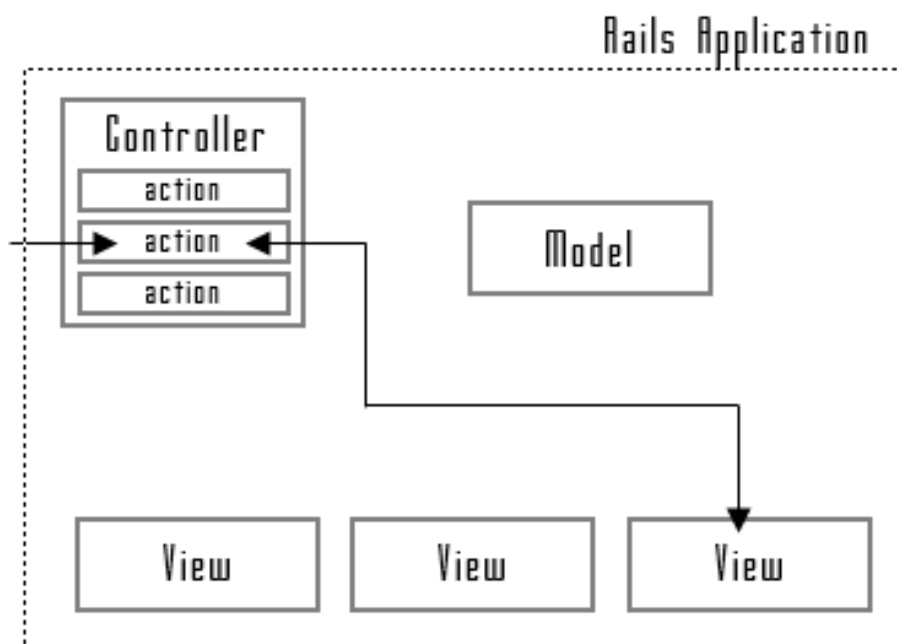 Rails Application
Controller
action
action
action
Model
View
View
View